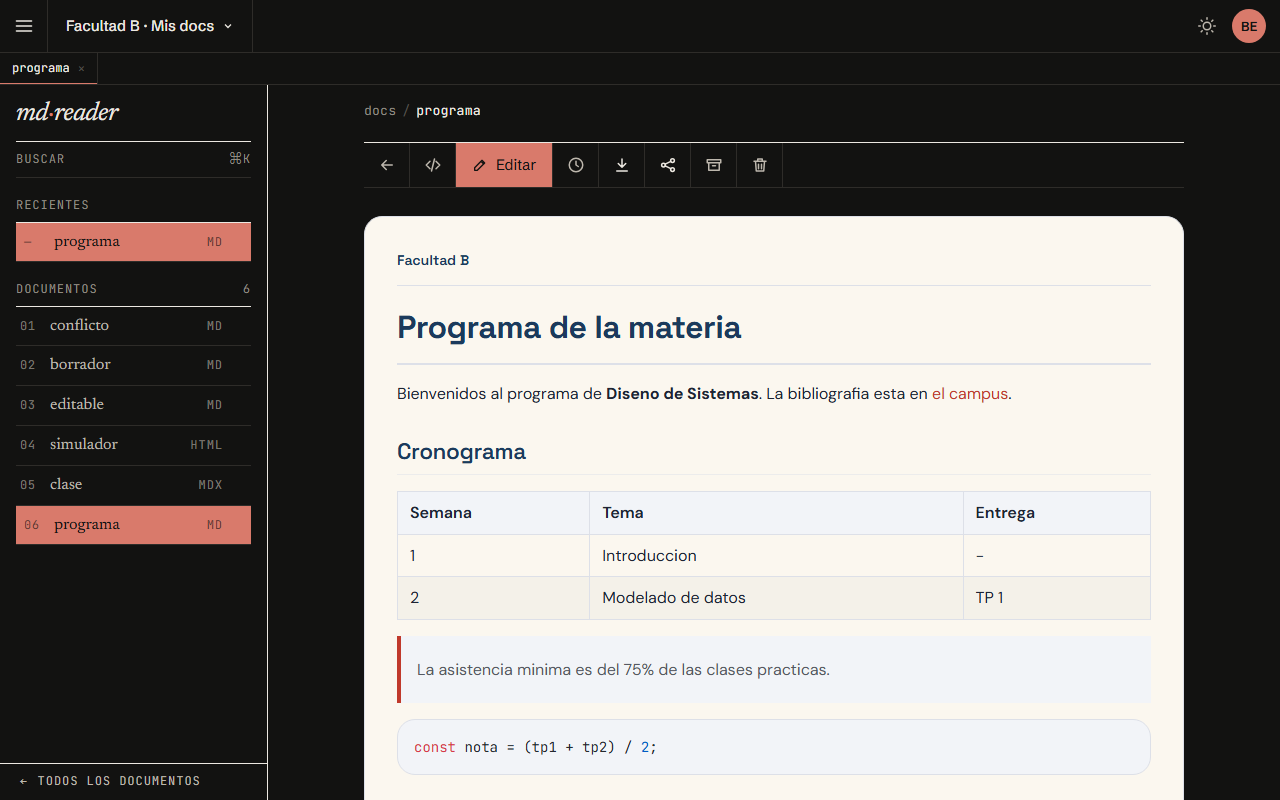 Facultad B · Mis docs
BE
programa ×
md·reader
BUSCAR ⌘K
RECIENTES
— programa MD
DOCUMENTOS 6
01 conflicto MD
02 borrador MD
03 editable MD
04 simulador HTML
05 clase MDX
06 programa MD
← TODOS LOS DOCUMENTOS
docs / programa
Editar
Facultad B
Programa de la materia
Bienvenidos al programa de Diseno de Sistemas. La bibliografia esta en el campus.
Cronograma
Semana Tema Entrega
1 Introduccion -
2 Modelado de datos TP 1
La asistencia minima es del 75% de las clases practicas.
const nota = (tp1 + tp2) / 2;